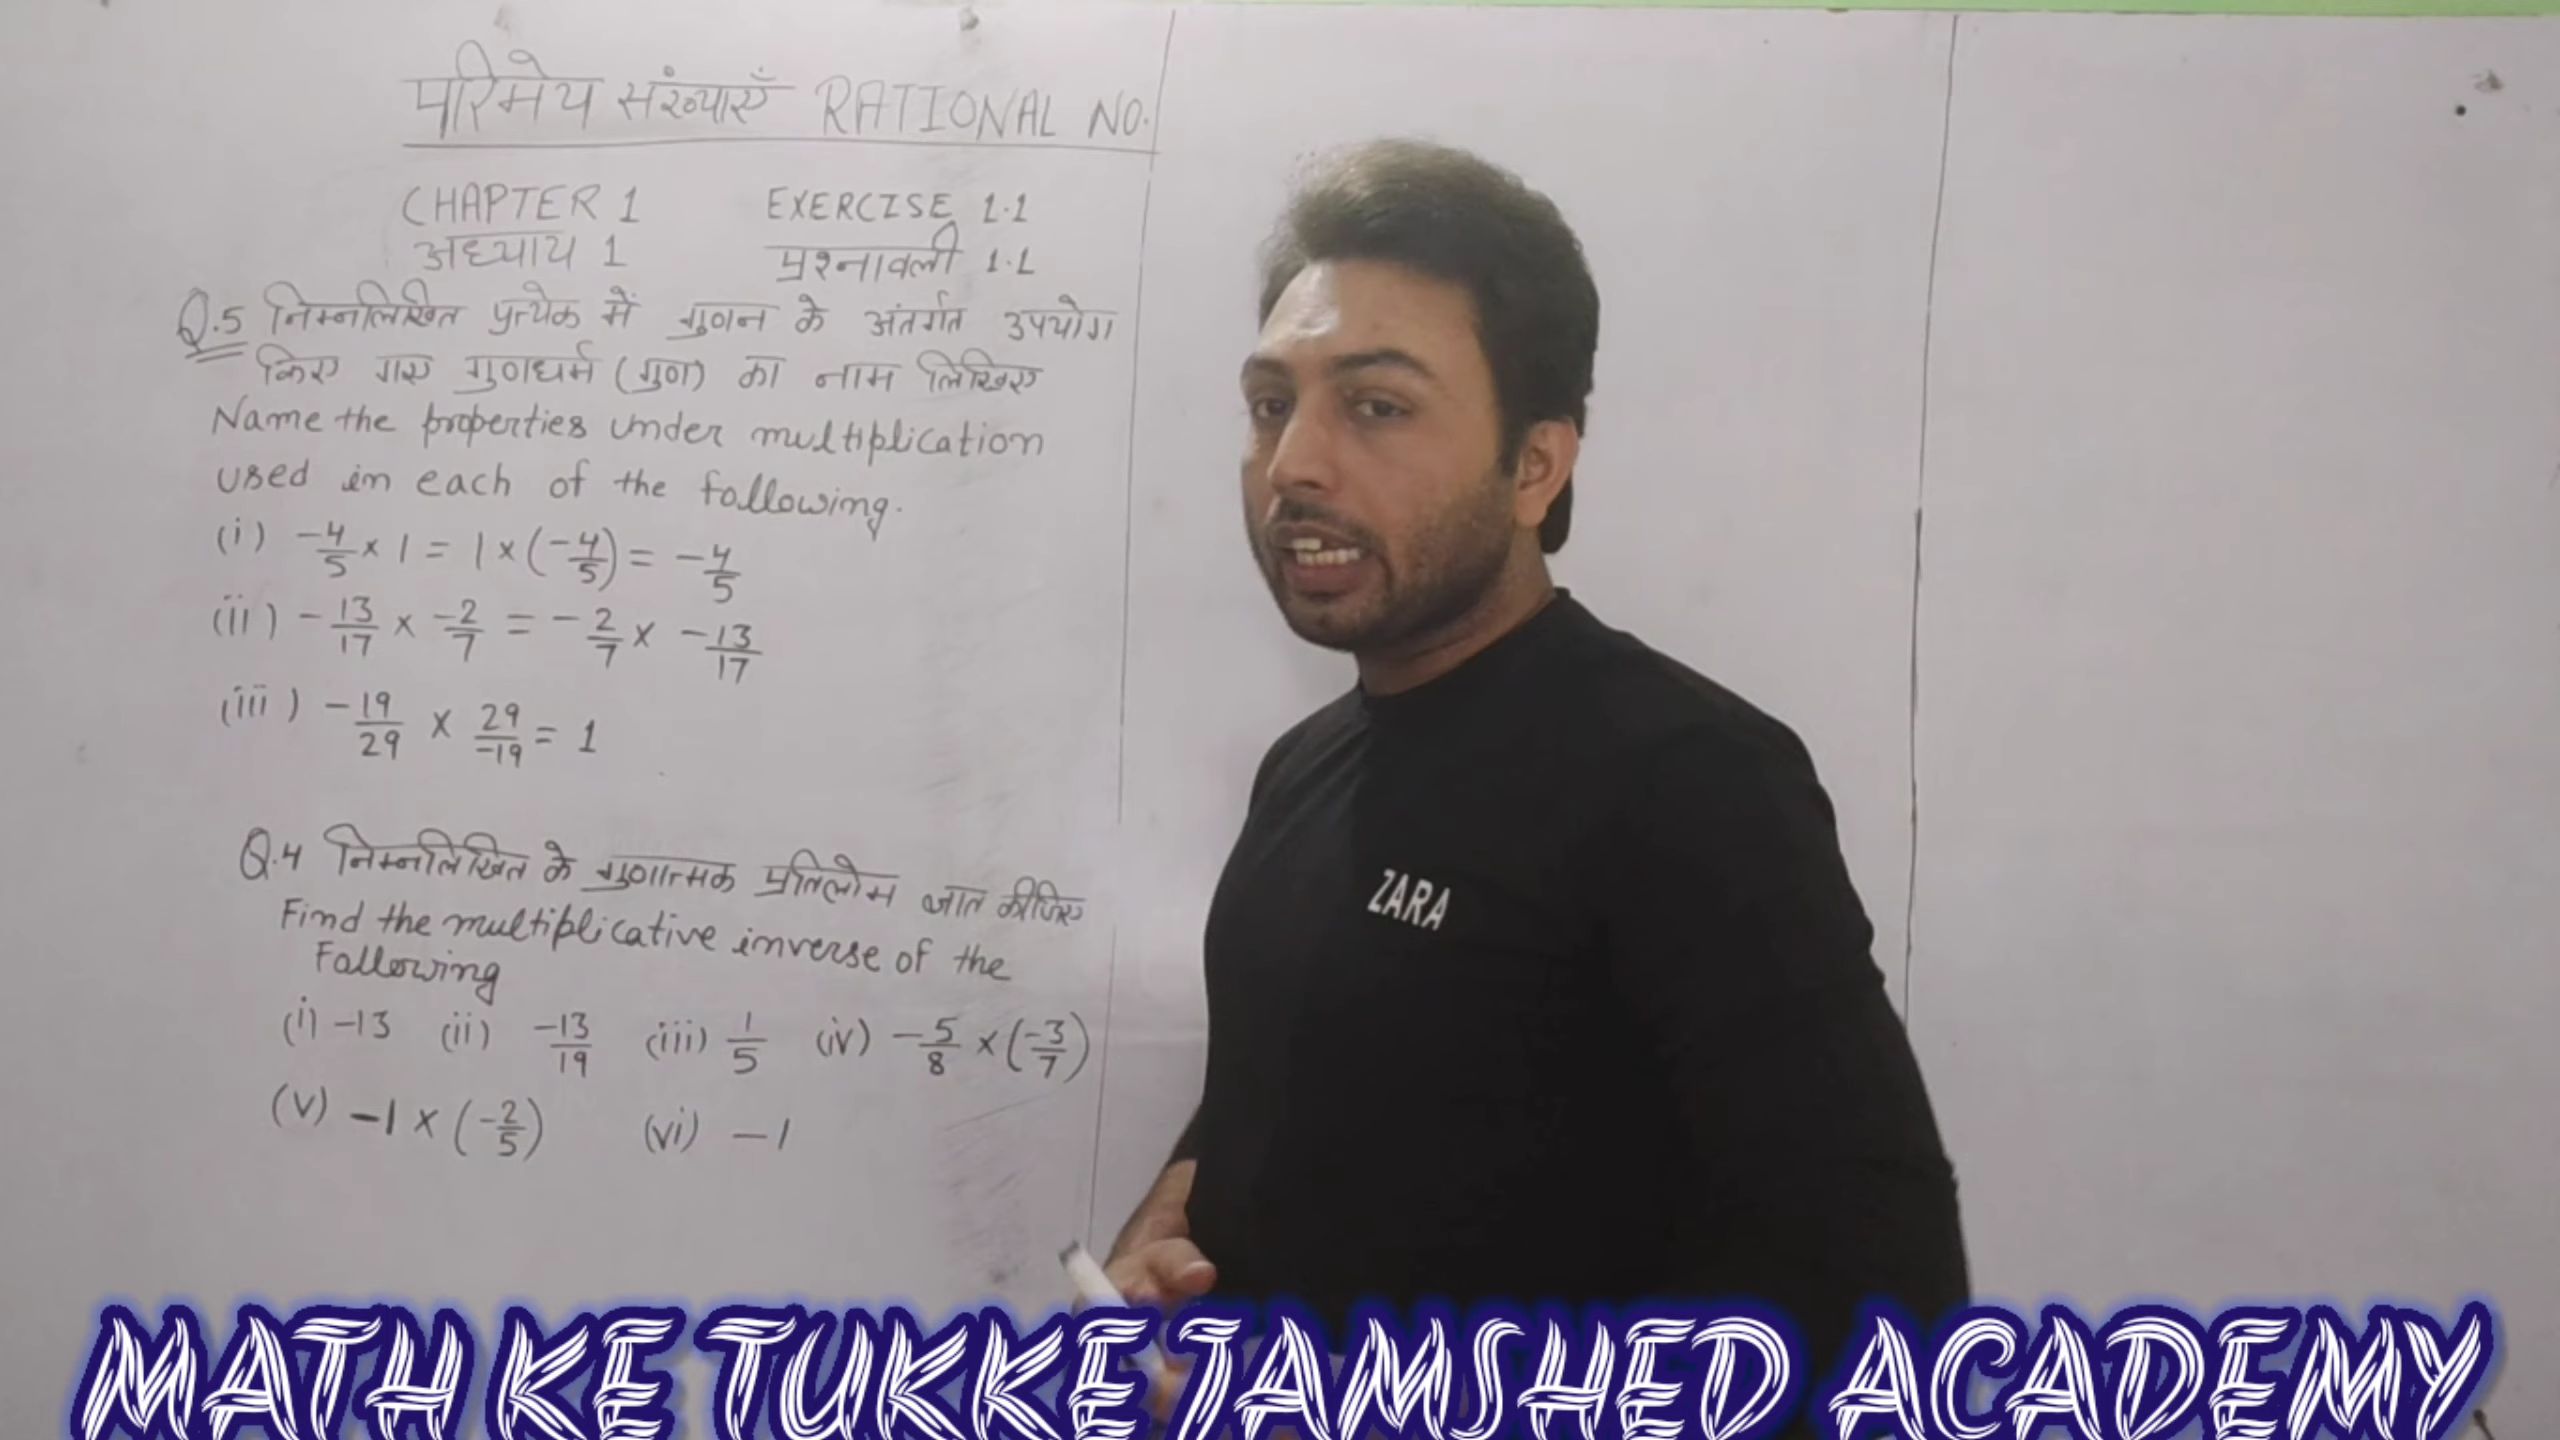 परिमेय संख्याएँ RATIONAL NO.
CHAPTER 1 EXERCISE 1.1
अध्याय 1 प्रश्नावली 1.1
Q.5 निम्नलिखित प्रत्येक में गुणन के अंतर्गत उपयोग
किए गए गुणधर्म (गुण) का नाम लिखिए
Name the properties under multiplication
used in each of the following.
(i) -4/5 × 1 = 1 × (-4/5) = -4/5
(ii) -13/17 × -2/7 = -2/7 × -13/17
(iii) -19/29 × 29/-19 = 1
Q.4 निम्नलिखित के गुणात्मक प्रतिलोम ज्ञात कीजिए
Find the multiplicative inverse of the
Following
(i) -13 (ii) -13/19 (iii) 1/5 (iv) -5/8 × (-3/7)
(v) -1 × (-2/5) (vi) -1
ZARA
MATH KE TUKKE JAMSHED ACADEMY